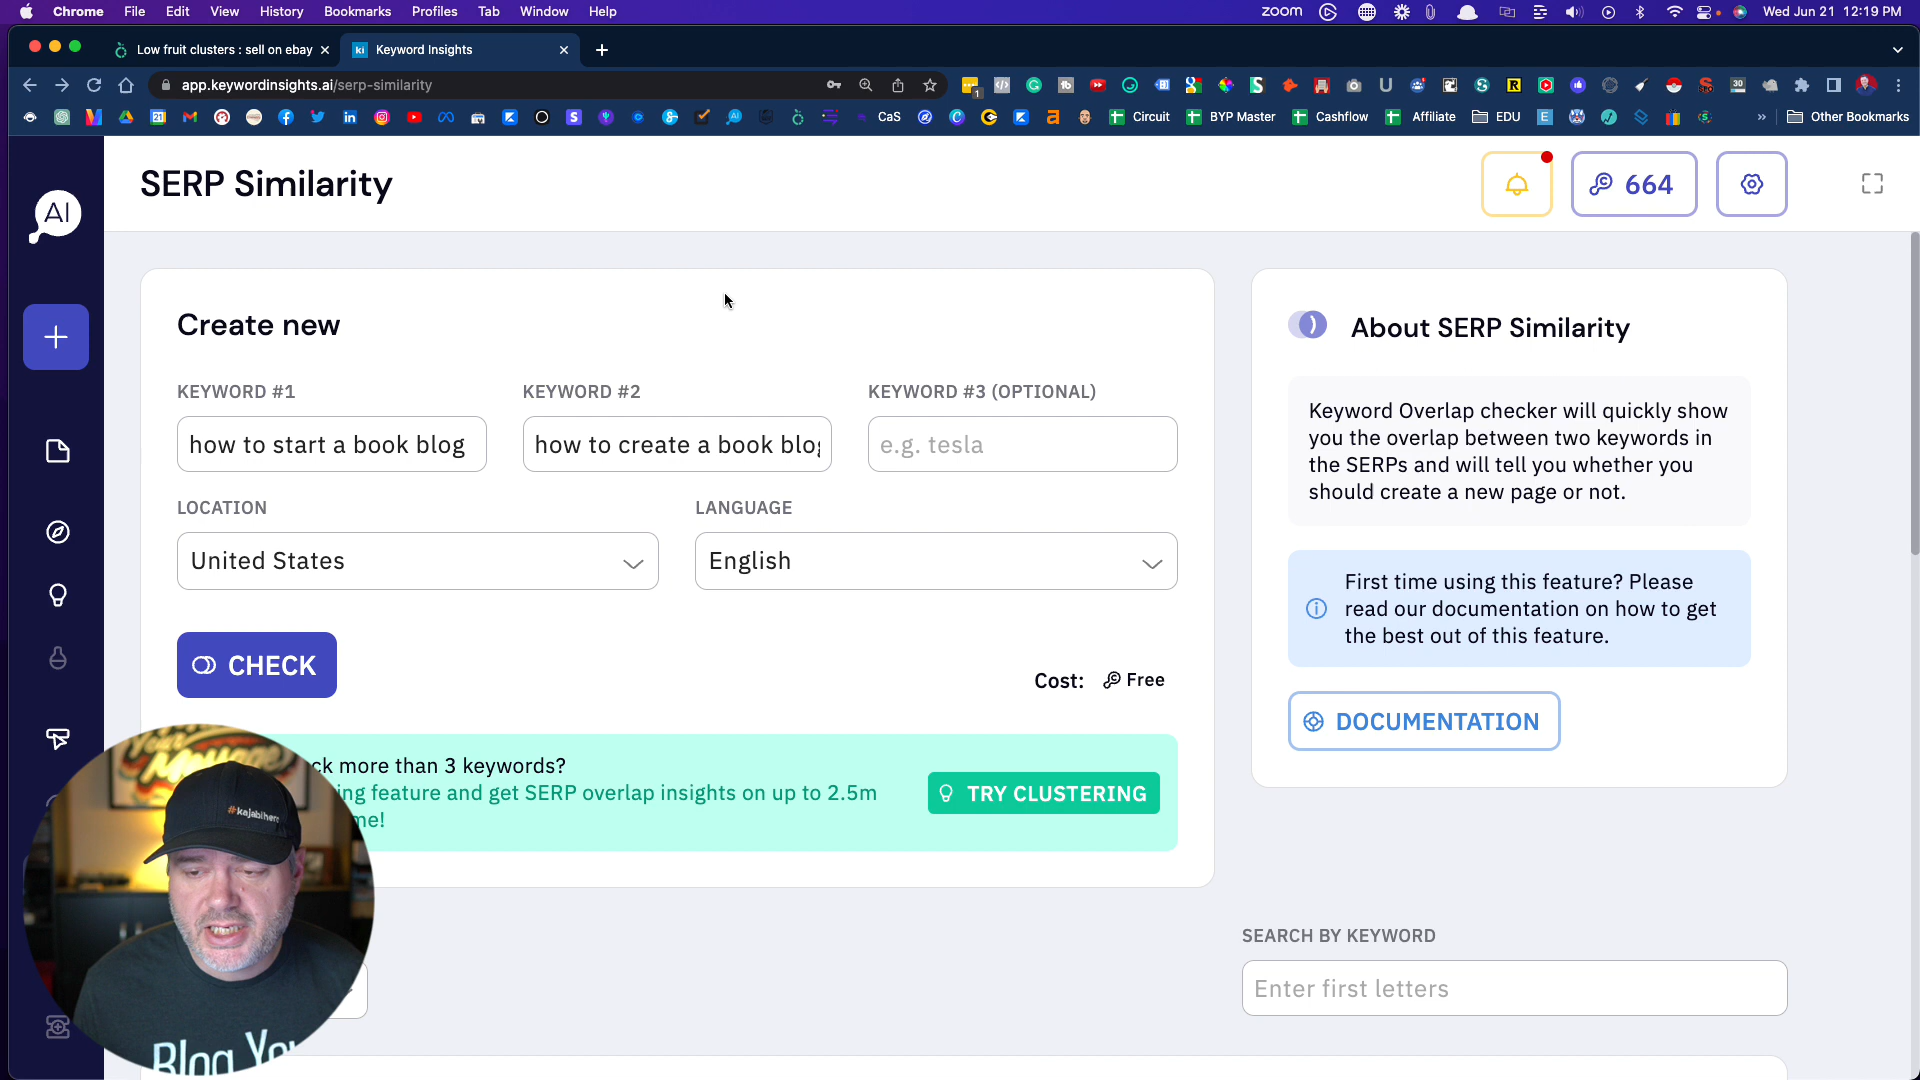 Chrome File Edit View History Bookmarks Profiles Tab Window Help
zoom Wed Jun 21 12:19 PM
Low fruit clusters : sell on ebay
Keyword Insights
app.keywordinsights.ai/serp-similarity
CaS Circuit BYP Master Cashflow Affiliate EDU Other Bookmarks
AI
SERP Similarity
664
Create new
KEYWORD #1 KEYWORD #2 KEYWORD #3 (OPTIONAL)
how to start a book blog
how to create a book blog
e.g. tesla
LOCATION LANGUAGE
United States English
CHECK
Cost: Free
ck more than 3 keywords?
ing feature and get SERP overlap insights on up to 2.5m
me!
TRY CLUSTERING
About SERP Similarity
Keyword Overlap checker will quickly show
you the overlap between two keywords in
the SERPs and will tell you whether you
should create a new page or not.
First time using this feature? Please
read our documentation on how to get
the best out of this feature.
DOCUMENTATION
SEARCH BY KEYWORD
Enter first letters
Your
Message
#kajabihero
Blog You